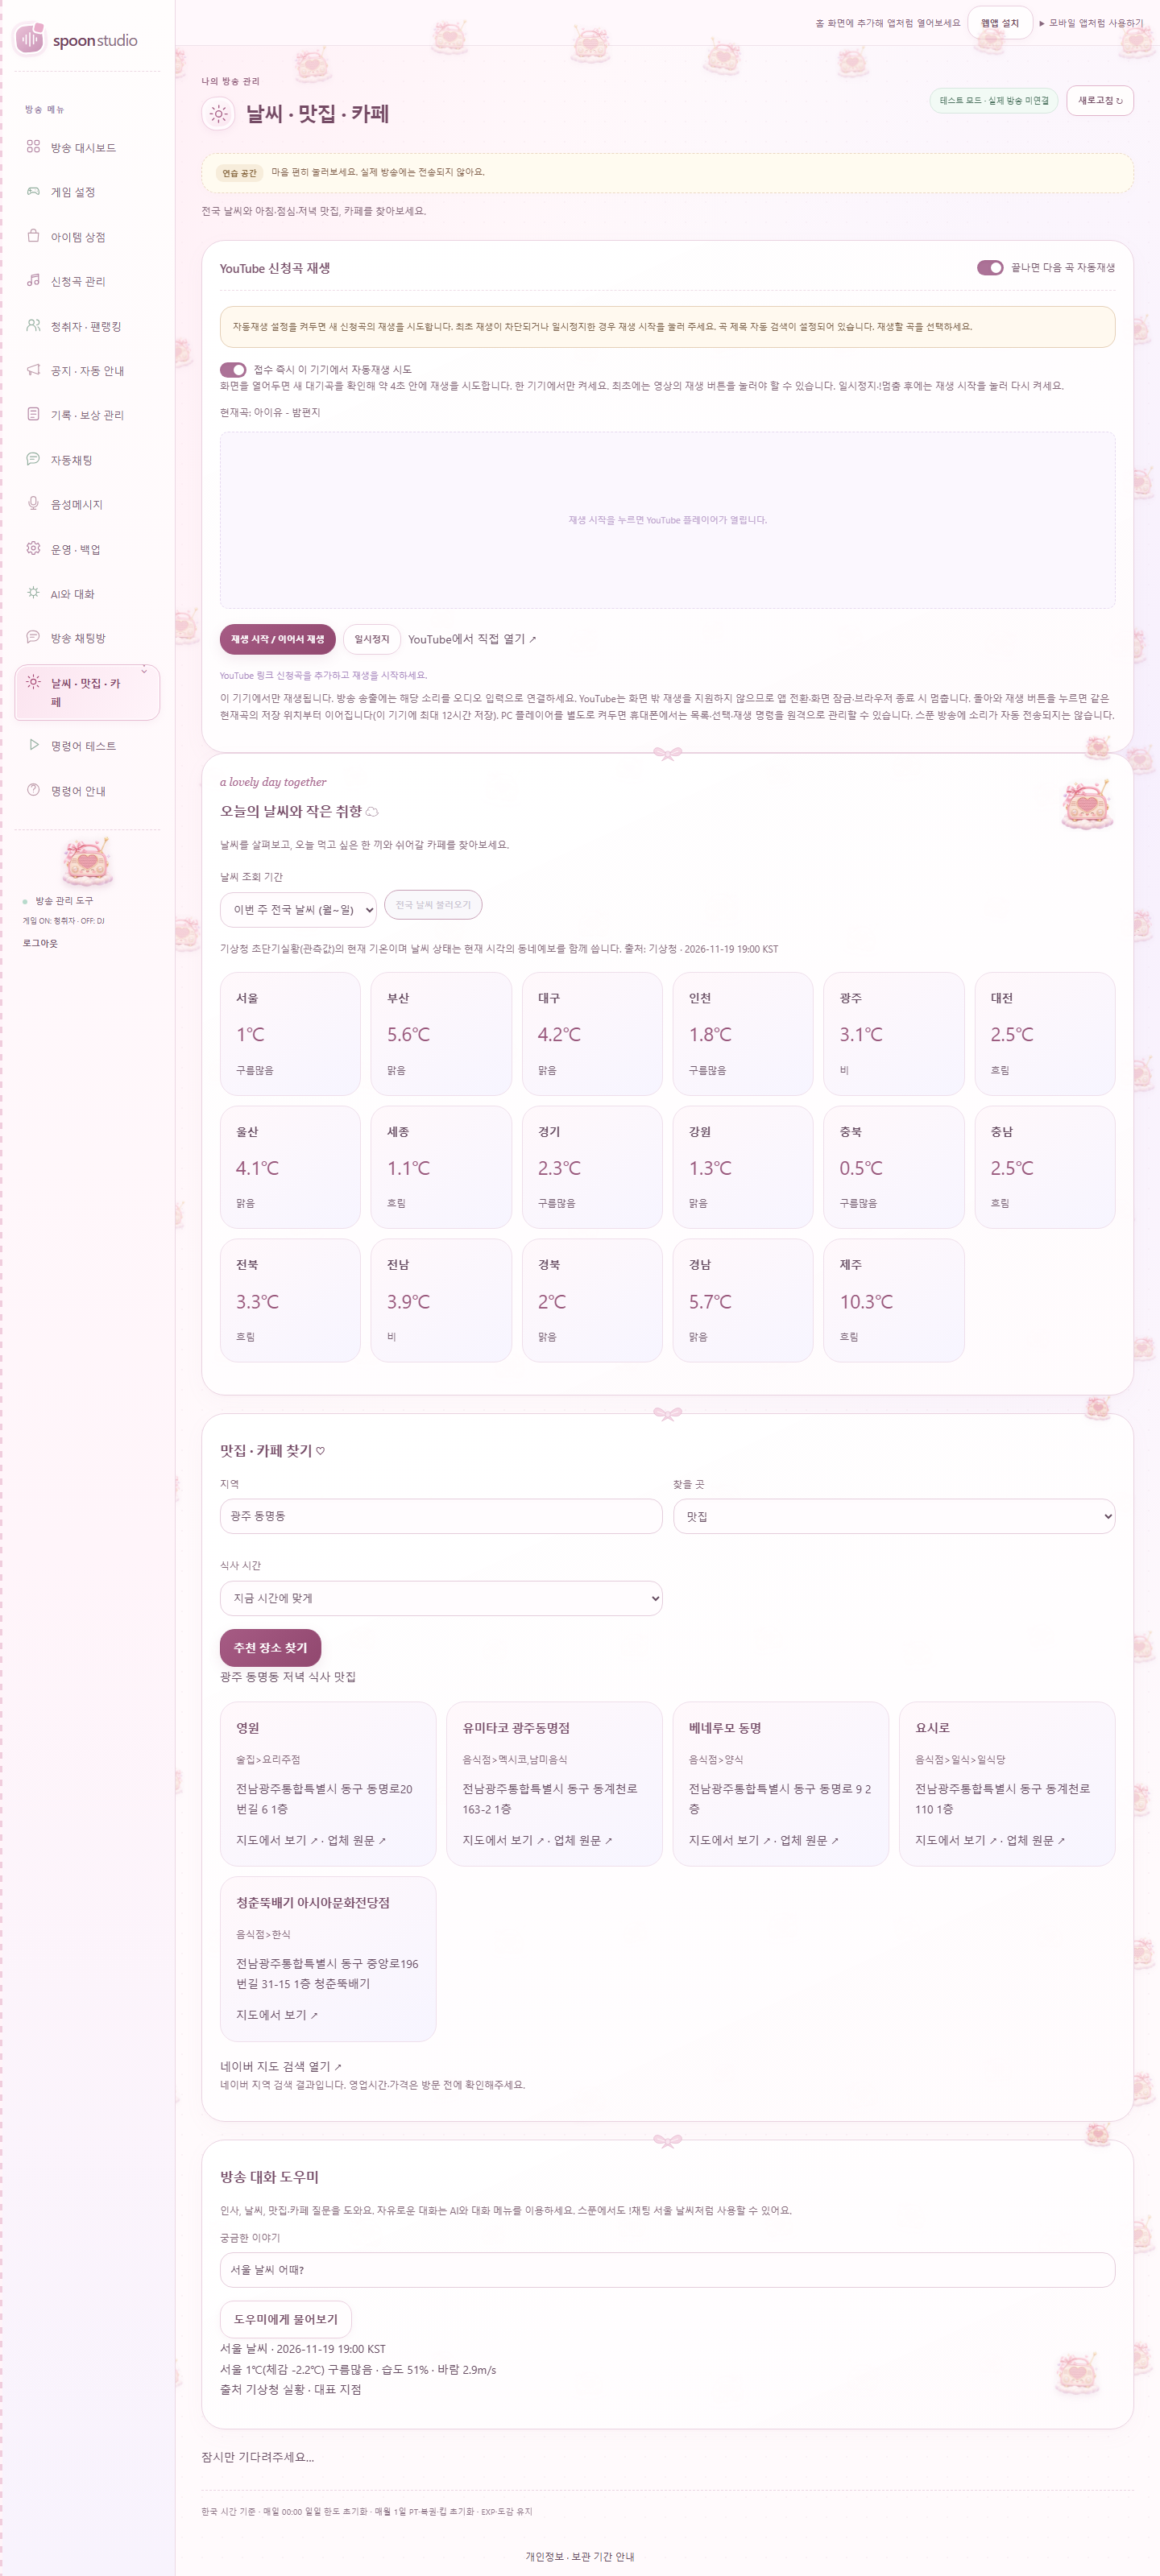 spoon studio
방송 메뉴
방송 대시보드
게임 설정
아이템 상점
신청곡 관리
청취자 · 팬랭킹
공지 · 자동 안내
기록 · 보상 관리
자동채팅
음성메시지
운영 · 백업
AI와 대화
방송 채팅방
날씨 · 맛집 · 카
페
명령어 테스트
명령어 안내
방송 관리 도구
게임 ON: 청취자 · OFF: DJ
로그아웃
홈 화면에 추가해 앱처럼 열어보세요 웹앱 설치 ▸ 모바일 앱처럼 사용하기
나의 방송 관리
날씨 · 맛집 · 카페
테스트 모드 · 실제 방송 미연결 새로고침 ↻
연습 공간 마음 편히 눌러보세요. 실제 방송에는 전송되지 않아요.
전국 날씨와 아침·점심·저녁 맛집, 카페를 찾아보세요.
YouTube 신청곡 재생 끝나면 다음 곡 자동재생
자동재생 설정을 켜두면 새 신청곡의 재생을 시도합니다. 최초 재생이 차단되거나 일시정지한 경우 재생 시작을 눌러 주세요. 곡 제목 자동 검색이 설정되어 있습니다. 재생할 곡을 선택하세요.
접수 즉시 이 기기에서 자동재생 시도
화면을 열어두면 새 대기곡을 확인해 약 4초 안에 재생을 시도합니다. 한 기기에서만 켜세요. 최초에는 영상의 재생 버튼을 눌러야 할 수 있습니다. 일시정지·!멈춤 후에는 재생 시작을 눌러 다시 켜세요.
현재곡: 아이유 - 밤편지
재생 시작을 누르면 YouTube 플레이어가 열립니다.
재생 시작 / 이어서 재생 일시정지 YouTube에서 직접 열기 ↗
YouTube 링크 신청곡을 추가하고 재생을 시작하세요.
이 기기에서만 재생됩니다. 방송 송출에는 해당 소리를 오디오 입력으로 연결하세요. YouTube는 화면 밖 재생을 지원하지 않으므로 앱 전환·화면 잠금·브라우저 종료 시 멈춥니다. 돌아와 재생 버튼을 누르면 같은
현재곡의 저장 위치부터 이어집니다(이 기기에 최대 12시간 저장). PC 플레이어를 별도로 켜두면 휴대폰에서는 목록·선택·재생 명령을 원격으로 관리할 수 있습니다. 스푼 방송에 소리가 자동 전송되지는 않습니다.
a lovely day together
오늘의 날씨와 작은 취향
날씨를 살펴보고, 오늘 먹고 싶은 한 끼와 쉬어갈 카페를 찾아보세요.
날씨 조회 기간
이번 주 전국 날씨 (월~일) 전국 날씨 불러오기
기상청 초단기실황(관측값)의 현재 기온이며 날씨 상태는 현재 시각의 동네예보를 함께 씁니다. 출처: 기상청 · 2026-11-19 19:00 KST
서울 부산 대구 인천 광주 대전
1℃ 5.6℃ 4.2℃ 1.8℃ 3.1℃ 2.5℃
구름많음 맑음 맑음 구름많음 비 흐림
울산 세종 경기 강원 충북 충남
4.1℃ 1.1℃ 2.3℃ 1.3℃ 0.5℃ 2.5℃
맑음 흐림 구름많음 맑음 구름많음 흐림
전북 전남 경북 경남 제주
3.3℃ 3.9℃ 2℃ 5.7℃ 10.3℃
흐림 비 맑음 맑음 흐림
맛집 · 카페 찾기 ♡
지역 찾을 곳
광주 동명동 맛집
식사 시간
지금 시간에 맞게
추천 장소 찾기
광주 동명동 저녁 식사 맛집
영원
술집>요리주점
전남광주통합특별시 동구 동명로20
번길 6 1층
지도에서 보기 ↗ · 업체 원문 ↗
유미타코 광주동명점
음식점>멕시코,남미음식
전남광주통합특별시 동구 동계천로
163-2 1층
지도에서 보기 ↗ · 업체 원문 ↗
베네루모 동명
음식점>양식
전남광주통합특별시 동구 동명로 9 2
층
지도에서 보기 ↗ · 업체 원문 ↗
요시로
음식점>일식>일식당
전남광주통합특별시 동구 동계천로
110 1층
지도에서 보기 ↗ · 업체 원문 ↗
청춘뚝배기 아시아문화전당점
음식점>한식
전남광주통합특별시 동구 중앙로196
번길 31-15 1층 청춘뚝배기
지도에서 보기 ↗
네이버 지도 검색 열기 ↗
네이버 지역 검색 결과입니다. 영업시간·가격은 방문 전에 확인해주세요.
방송 대화 도우미
인사, 날씨, 맛집·카페 질문을 도와요. 자유로운 대화는 AI와 대화 메뉴를 이용하세요. 스푼에서도 !채팅 서울 날씨처럼 사용할 수 있어요.
궁금한 이야기
서울 날씨 어때?
도우미에게 물어보기
서울 날씨 · 2026-11-19 19:00 KST
서울 1℃(체감 -2.2℃) 구름많음 · 습도 51% · 바람 2.9m/s
출처 기상청 실황 · 대표 지점
잠시만 기다려주세요...
한국 시간 기준 · 매일 00:00 일일 한도 초기화 · 매월 1일 PT·복권·킵 초기화 · EXP·도감 유지
개인정보 · 보관 기간 안내